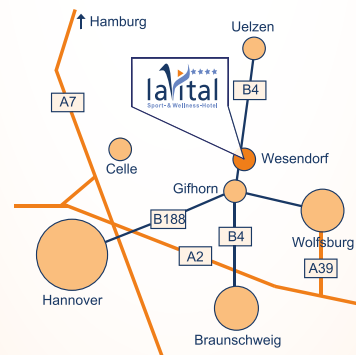 ↑ Hamburg
Uelzen
★★★★
laVital
Sport- & Wellness-Hotel
A7
B4
Wesendorf
Celle
Gifhorn
B188
B4
Wolfsburg
A2
A39
Hannover
Braunschweig